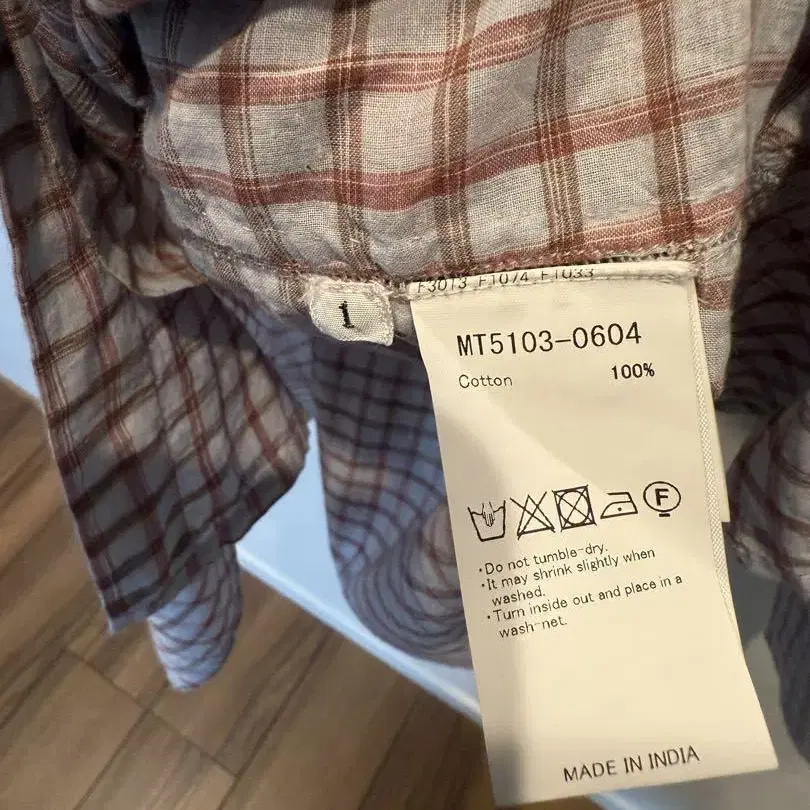 1
F3013 F1074 F1033
MT5103-0604
Cotton 100%
F
・Do not tumble-dry.
・It may shrink slightly when
washed.
・Turn inside out and place in a
wash-net.
MADE IN INDIA